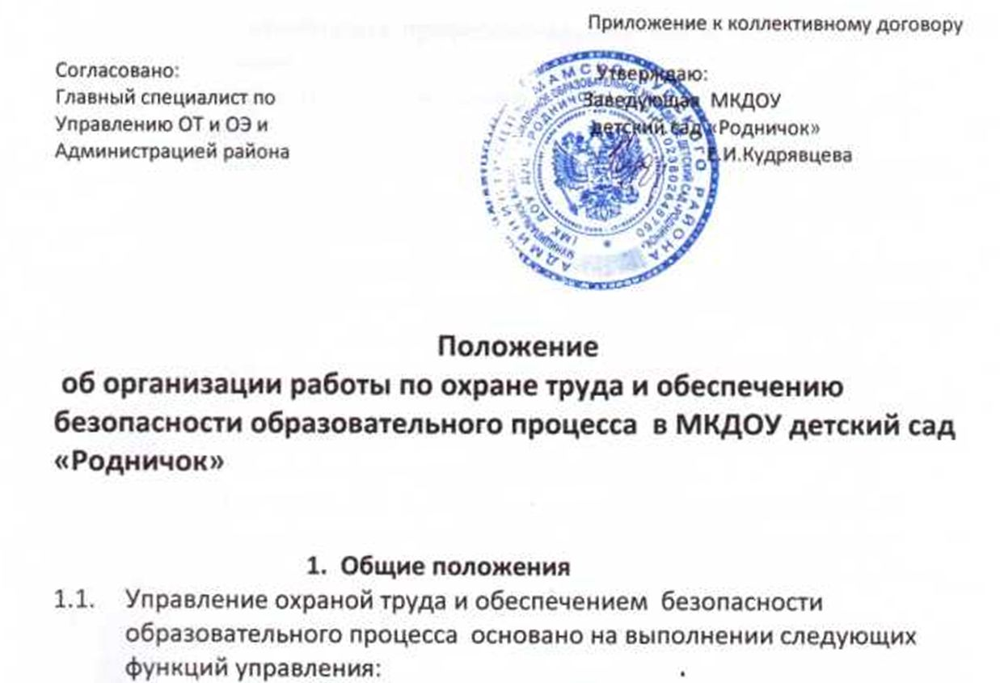 Приложение к коллективному договору
Согласовано:
Главный специалист по
Управлению ОТ и ОЭ и
Администрацией района
Утверждаю:
Заведующая МКДОУ
детский сад «Родничок»
Е.И.Кудрявцева
РАЙОНА
Положение
об организации работы по охране труда и обеспечению
безопасности образовательного процесса в МКДОУ детский сад
«Родничок»
1. Общие положения
1.1. Управление охраной труда и обеспечением безопасности
образовательного процесса основано на выполнении следующих
функций управления: